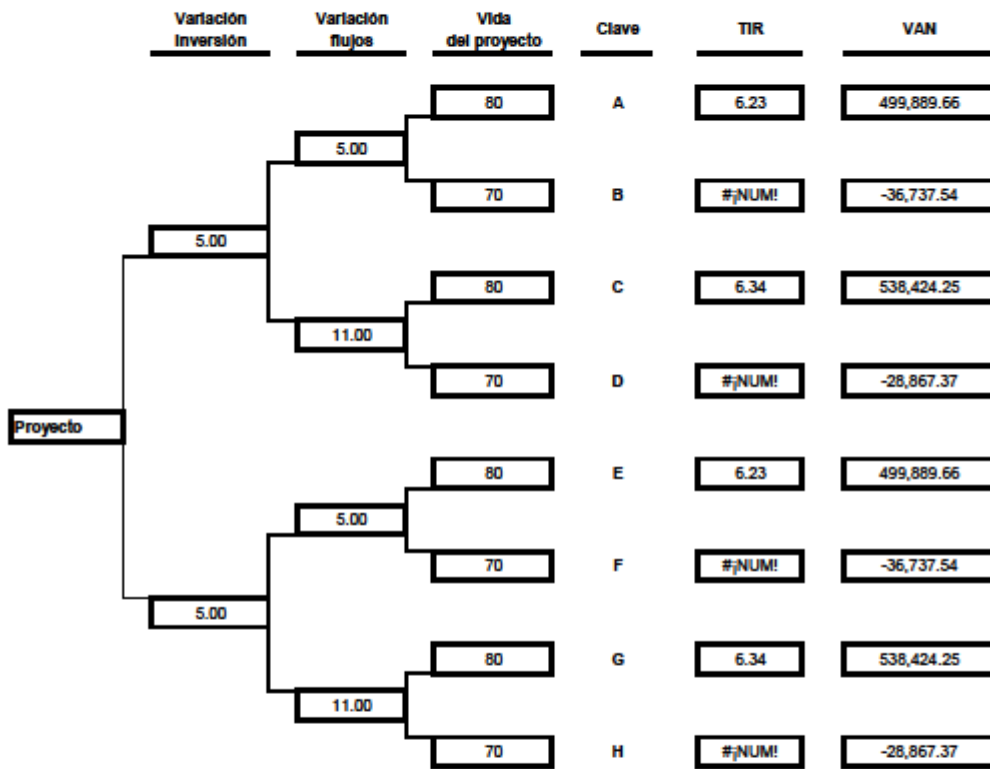 Variación Variación Vida
inversión flujos del proyecto Clave TIR VAN
80 A 6.23 499,889.66
5.00
70 B #¡NUM! -36,737.54
5.00
80 C 6.34 538,424.25
11.00
70 D #¡NUM! -28,867.37
Proyecto
80 E 6.23 499,889.66
5.00
70 F #¡NUM! -36,737.54
5.00
80 G 6.34 538,424.25
11.00
70 H #¡NUM! -28,867.37